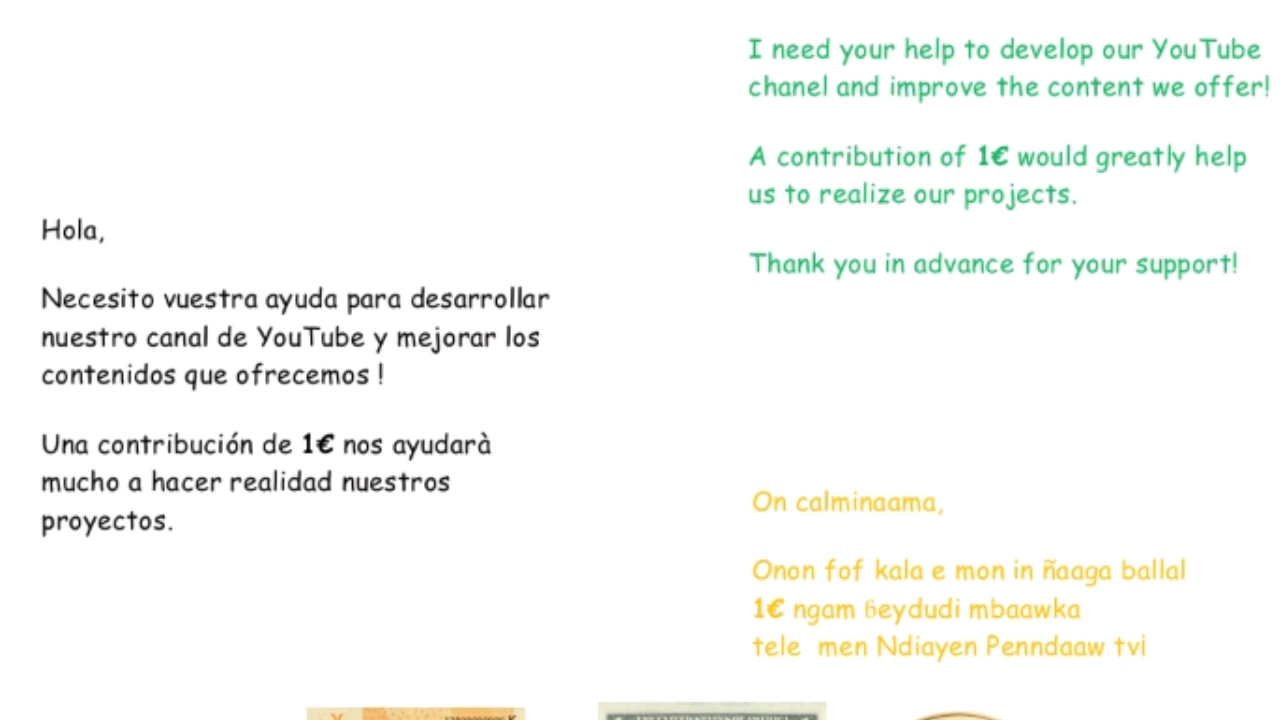 Hola,
Necesito vuestra ayuda para desarrollar
nuestro canal de YouTube y mejorar los
contenidos que ofrecemos !
Una contribución de 1€ nos ayudarà
mucho a hacer realidad nuestros
proyectos.
I need your help to develop our YouTube
chanel and improve the content we offer!
A contribution of 1€ would greatly help
us to realize our projects.
Thank you in advance for your support!
On calminaama,
Onon fof kala e mon in ñaaga ballal
1€ ngam ɓeydudi mbaawka
tele  men Ndiayen Penndaaw tvi